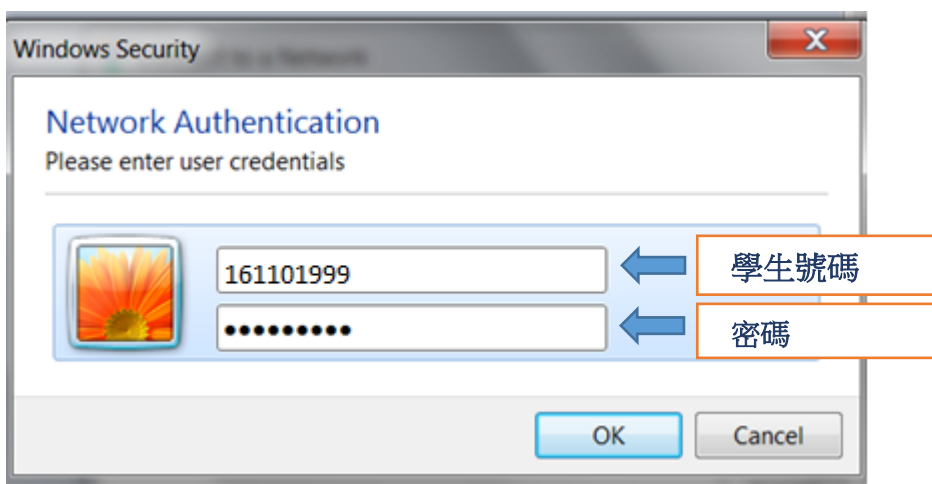 Windows Security
Network Authentication
Please enter user credentials
161101999
學生號碼
•••••••••
密碼
OK
Cancel